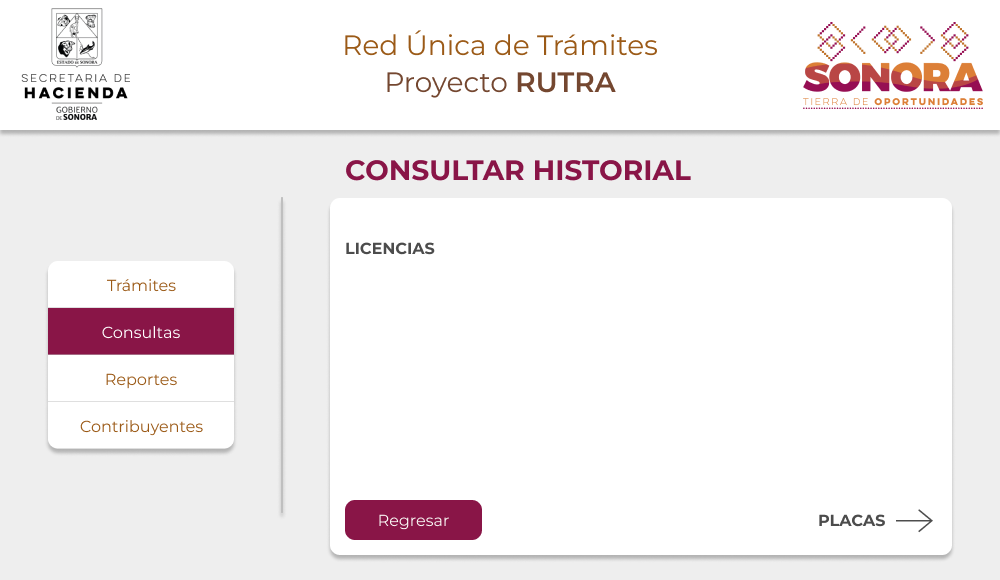 ESTADO DE SONORA
SECRETARIA DE
HACIENDA
GOBIERNO
DE SONORA
Red Única de Trámites
Proyecto RUTRA
SONORA
TIERRA DE OPORTUNIDADES
CONSULTAR HISTORIAL
LICENCIAS
Trámites
Consultas
Reportes
Contribuyentes
Regresar
PLACAS